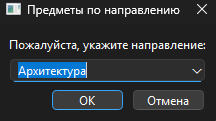 Предметы по направлению
Пожалуйста, укажите направление:
Архитектура
OK
Отмена